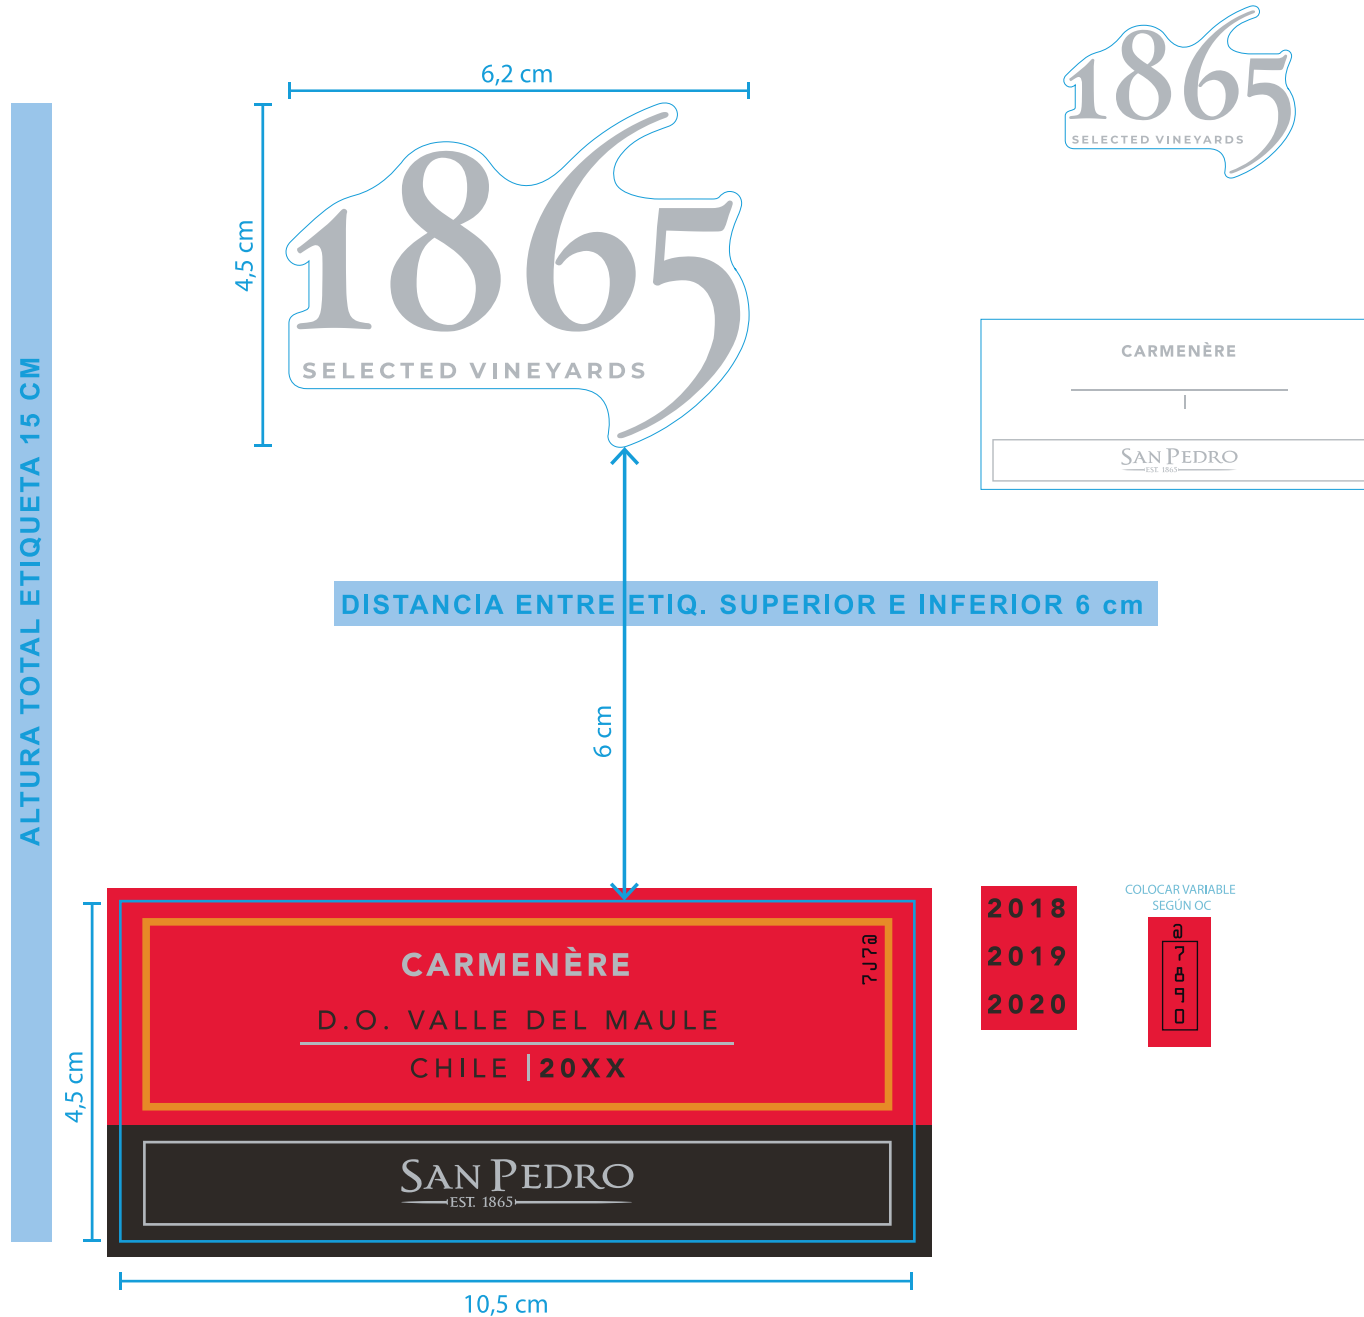 6,2 cm
1865
SELECTED VINEYARDS
4,5 cm
1865
SELECTED VINEYARDS
ALTURA TOTAL ETIQUETA 15 CM
CARMENÈRE
SAN PEDRO
EST. 1865
DISTANCIA ENTRE ETIQ. SUPERIOR E INFERIOR 6 cm
6 cm
4,5 cm
CARMENÈRE
D.O. VALLE DEL MAULE
CHILE | 20XX
SAN PEDRO
EST. 1865
10,5 cm
2018
2019
2020
COLOCAR VARIABLE
SEGÚN OC